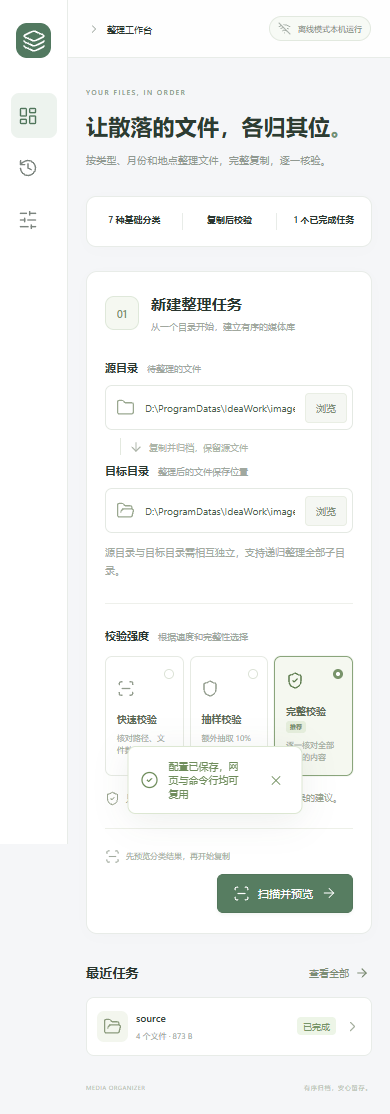 整理工作台
离线模式本机运行
YOUR FILES, IN ORDER
让散落的文件，各归其位。
按类型、月份和地点整理文件，完整复制，逐一核验。
7 种基础分类
复制后校验
1 个已完成任务
01
新建整理任务
从一个目录开始，建立有序的媒体库
源目录 待整理的文件
D:\ProgramDatas\IdeaWork\image
浏览
复制并归档，保留源文件
目标目录 整理后的文件保存位置
D:\ProgramDatas\IdeaWork\image
浏览
源目录与目标目录需相互独立，支持递归整理全部子目
录。
校验强度 根据速度和完整性选择
快速校验
核对路径、文
抽样校验
额外抽取 10%
完整校验
推荐
逐一核对全部
的内容
配置已保存，网
页与命令行均可
复用
的建议。
先预览分类结果，再开始复制
扫描并预览
最近任务
查看全部
source
4 个文件 · 873 B
已完成
MEDIA ORGANIZER
有序归档，安心留存。